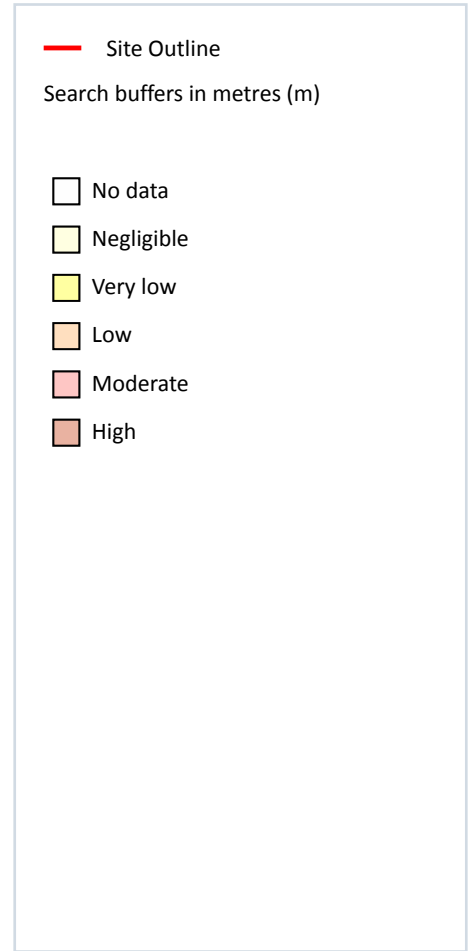 Site Outline
Search buffers in metres (m)
No data
Negligible
Very low
Low
Moderate
High